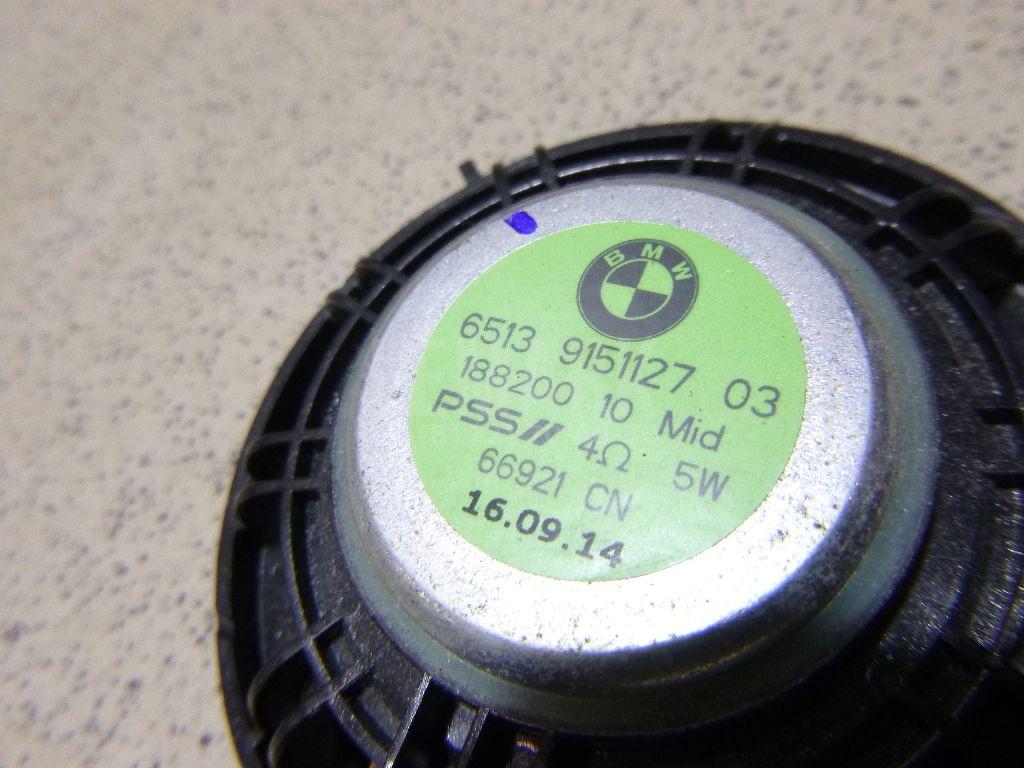 BMW
6513 9151127 03
188200 10 Mid
PSS// 4Ω 5W
66921 CN
16.09.14